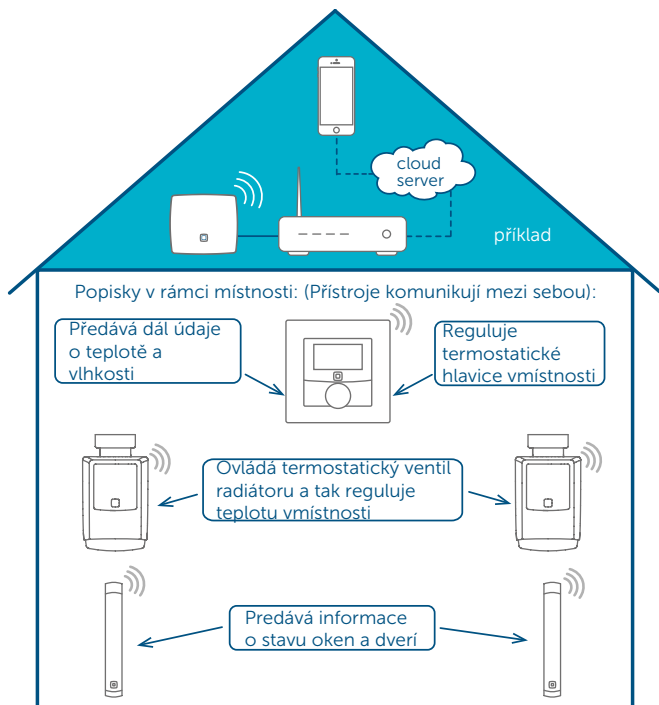 cloud
server
příklad
Popisky v rámci místnosti: (Přístroje komunikují mezi sebou):
Předává dál údaje
o teplotě a
vlhkosti
Reguluje
termostatické
hlavice vmístnosti
Ovládá termostatický ventil
radiátoru a tak reguluje
teplotu vmístnosti
Predává informace
o stavu oken a dverí